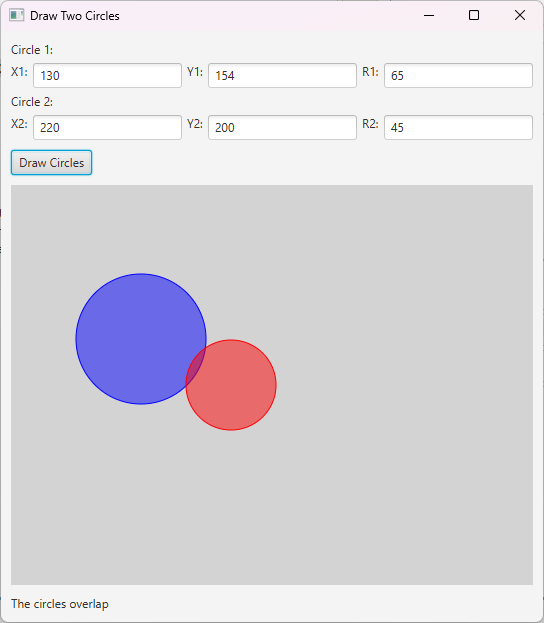 Draw Two Circles
Circle 1:
X1: 130 Y1: 154 R1: 65
Circle 2:
X2: 220 Y2: 200 R2: 45
Draw Circles
The circles overlap